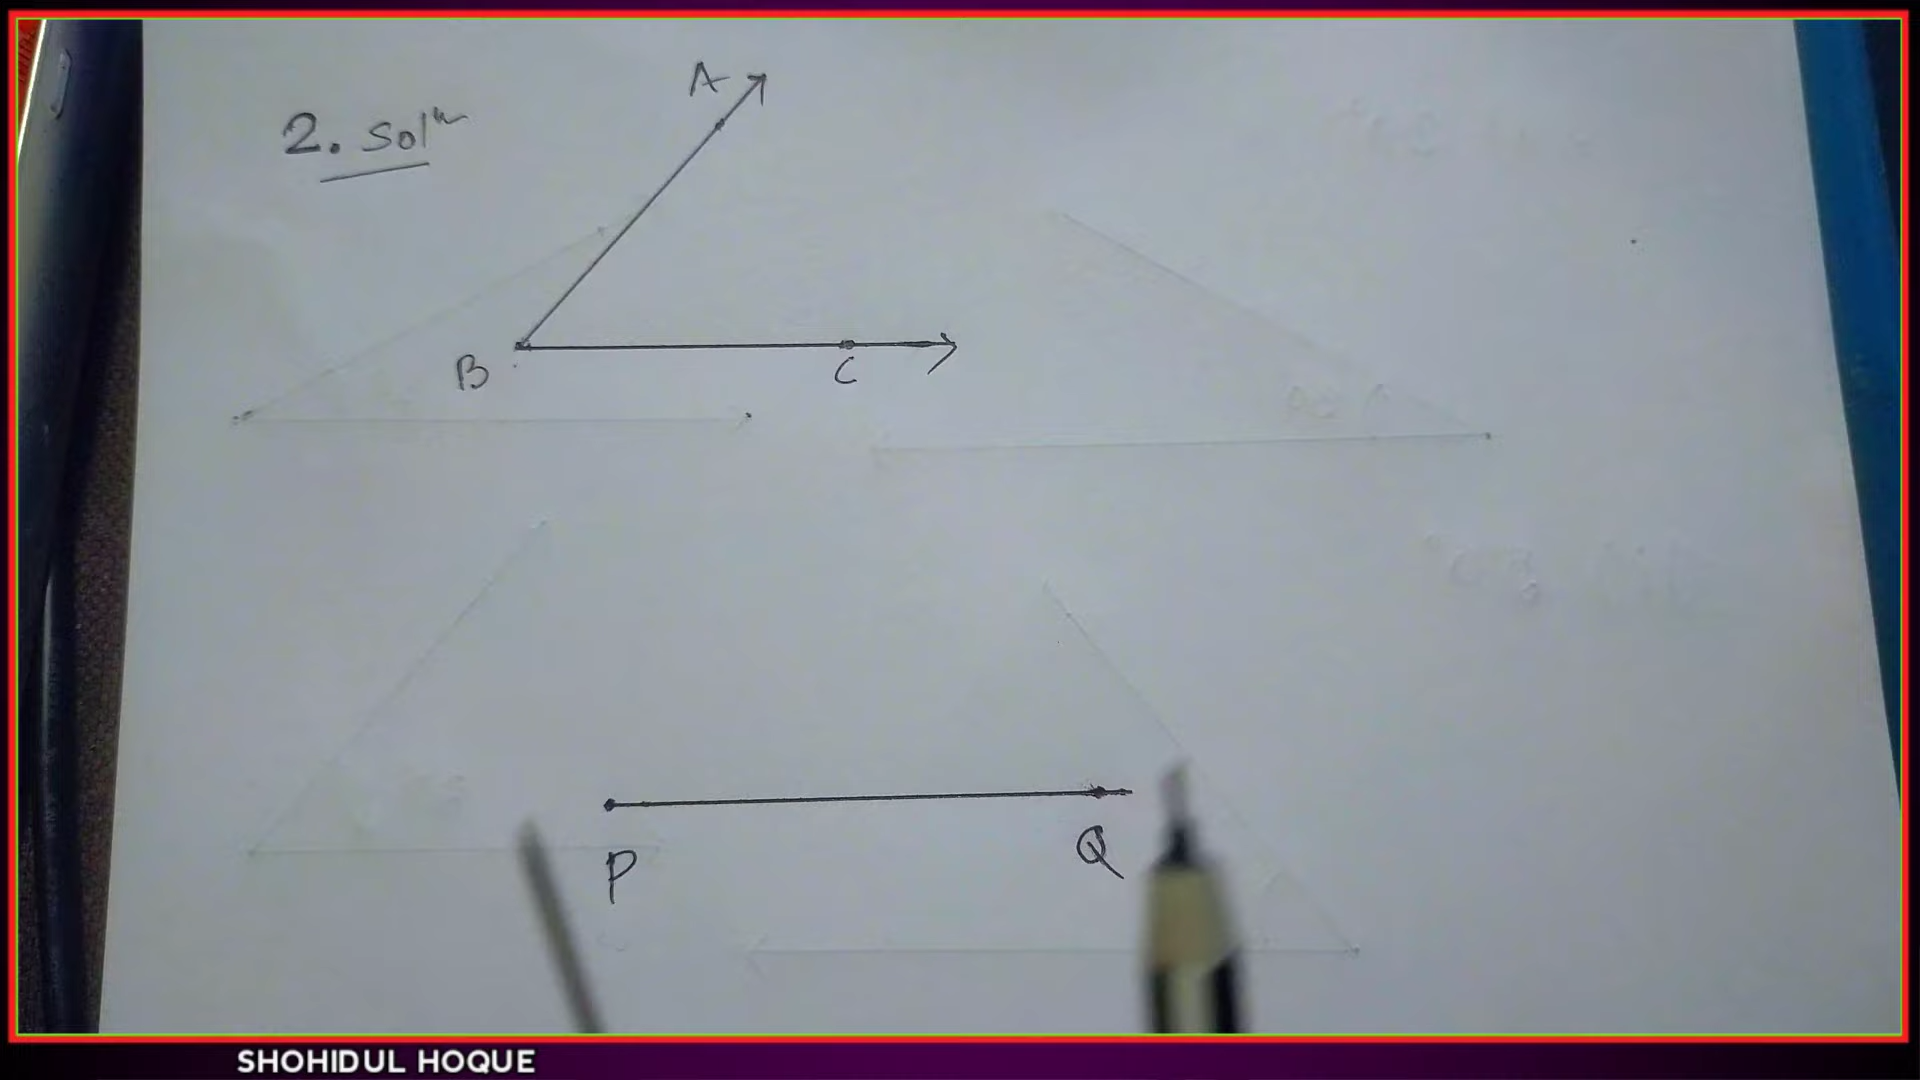 A
2. Solⁿ
B
C
P
Q
SHOHIDUL HOQUE